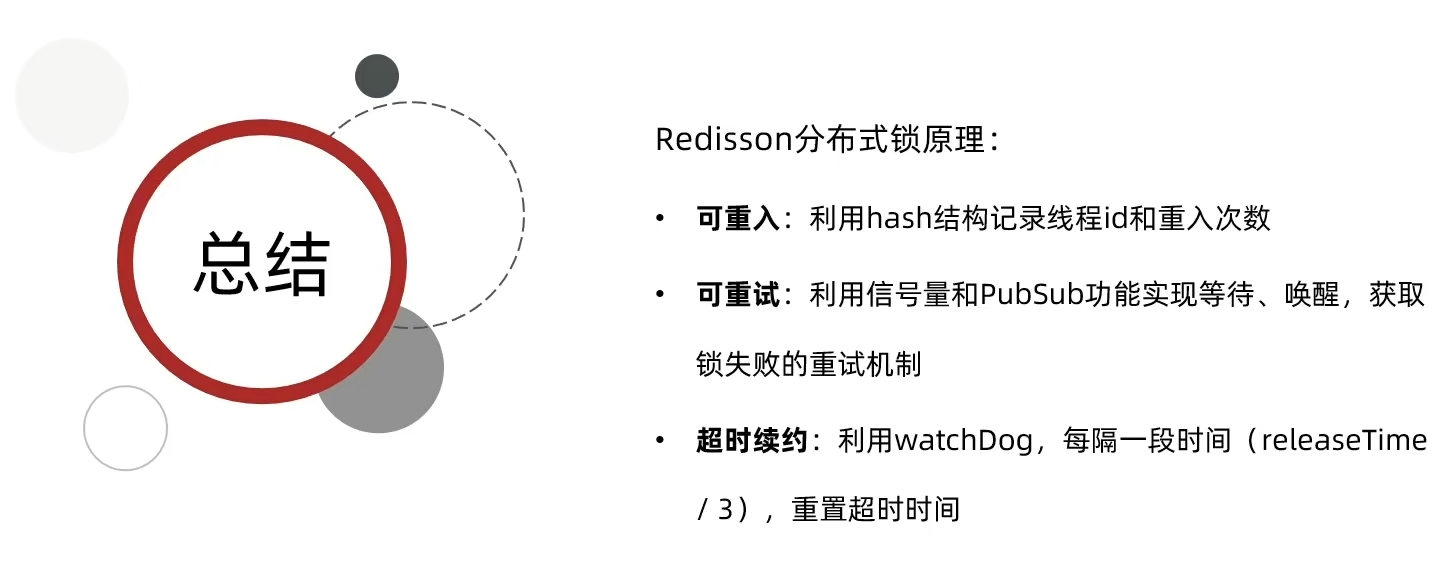 总结
Redisson分布式锁原理：
• 可重入：利用hash结构记录线程id和重入次数
• 可重试：利用信号量和PubSub功能实现等待、唤醒，获取
锁失败的重试机制
• 超时续约：利用watchDog，每隔一段时间（releaseTime
/ 3），重置超时时间